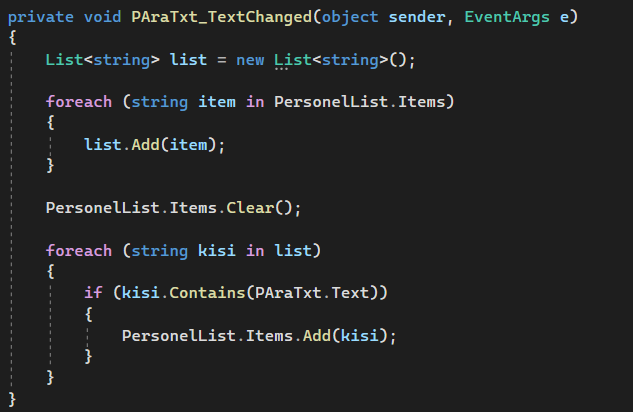 private void PAraTxt_TextChanged(object sender, EventArgs e)
{
List<string> list = new List<string>();
foreach (string item in PersonelList.Items)
{
list.Add(item);
}
PersonelList.Items.Clear();
foreach (string kisi in list)
{
if (kisi.Contains(PAraTxt.Text))
{
PersonelList.Items.Add(kisi);
}
}
}